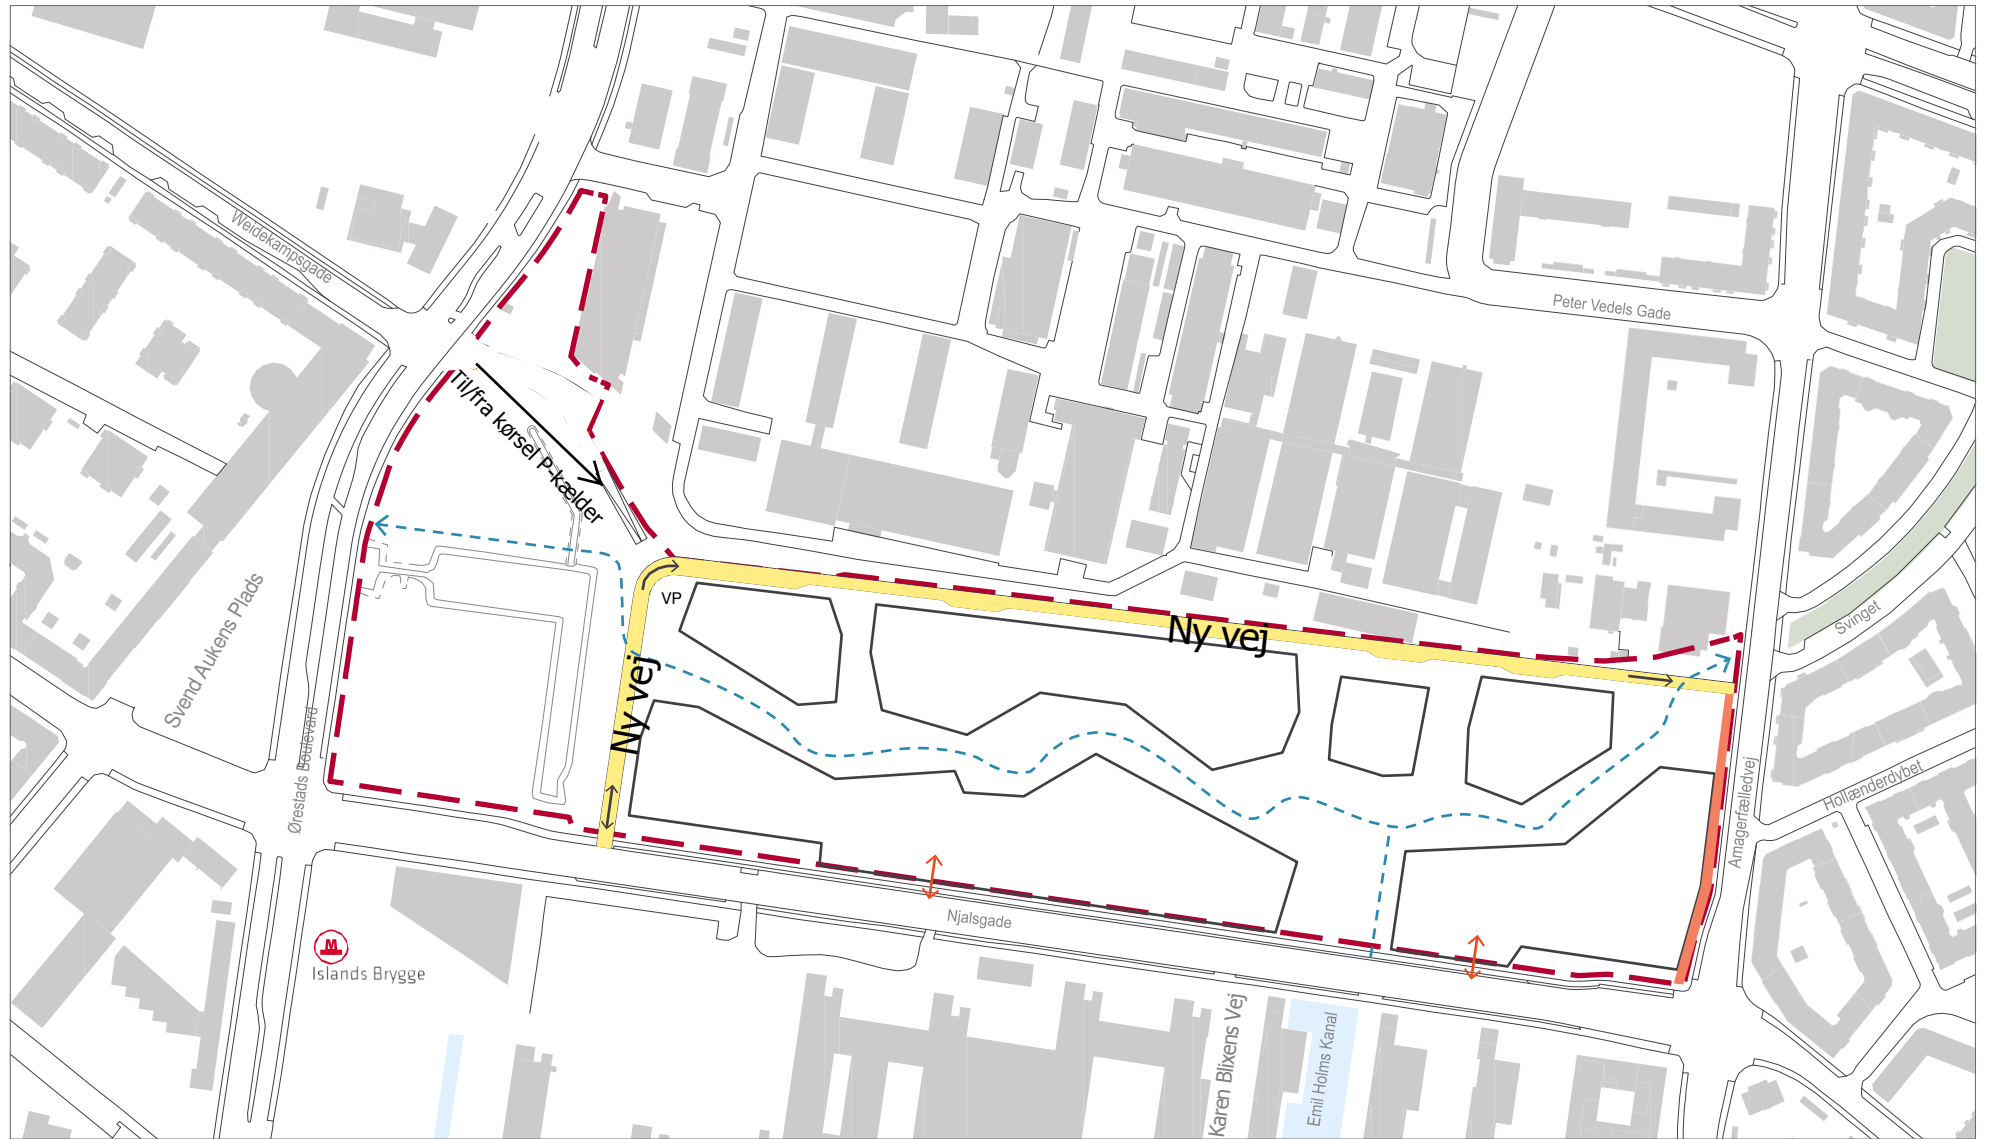 Weidekampsgade
Peter Vedels Gade
Til/fra kørsel P-kælder
VP
Ny vej
Ny vej
Svinget
Svend Aukens Plads
Ørestads Boulevard
Amagerfælledvej
Hollænderdybet
Njalsgade
M
Islands Brygge
Karen Blixens Vej
Emil Holms Kanal